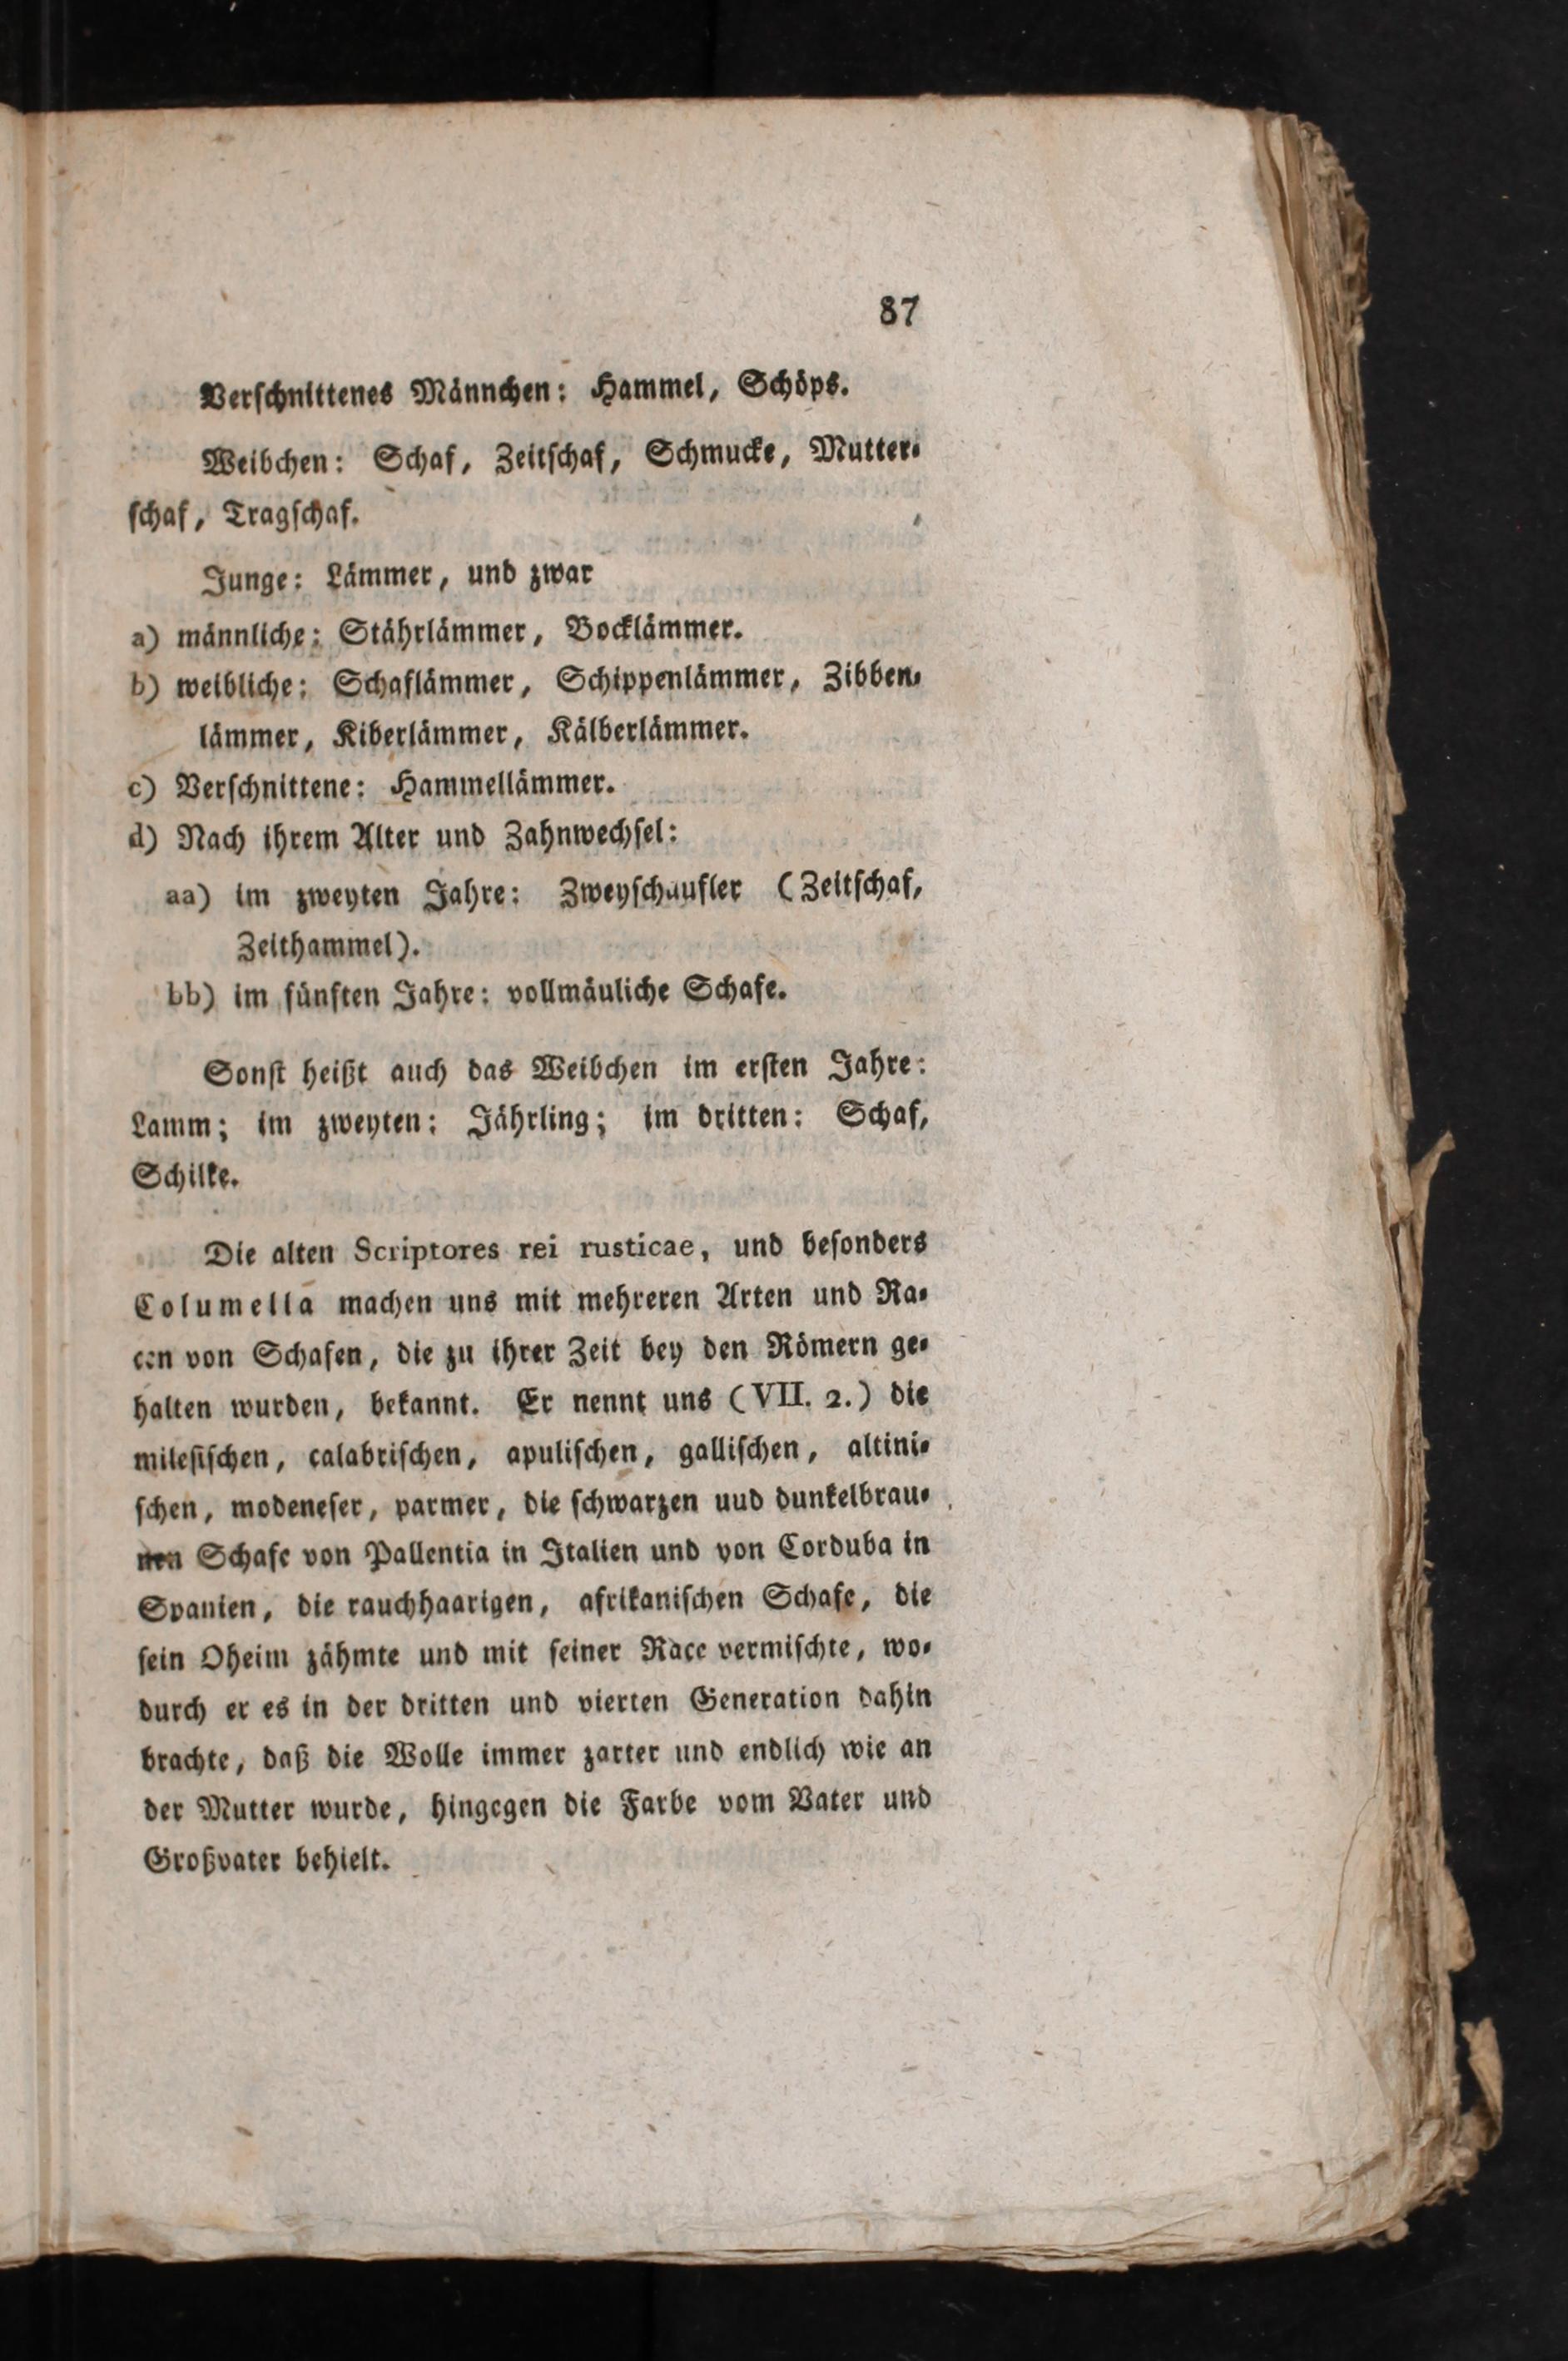 87
Verschnittenes Männchen: Hammel, Schöps.
Weibchen: Schaf, Zeitschaf, Schmucke, Mutter-
schaf, Tragschaf.
Junge: Lämmer, und zwar
a) männliche: Stährlämmer, Bocklämmer.
b) weibliche: Schaflämmer, Schippenlämmer, Zibben-
lämmer, Kiberlämmer, Kälberlämmer.
c) Verschnittene: Hammellämmer.
d) Nach ihrem Alter und Zahnwechsel:
aa) im zweyten Jahre: Zweyschaufler (Zeitschaf,
Zeithammel).
bb) im fünften Jahre: vollmäuliche Schafe.
Sonst heißt auch das Weibchen im ersten Jahre:
Lamm; im zweyten: Jährling; im dritten: Schaf,
Schilke.
Die alten Scriptores rei rusticae, und besonders
Columella machen uns mit mehreren Arten und Ra-
cen von Schafen, die zu ihrer Zeit bey den Römern ge-
halten wurden, bekannt. Er nennt uns (VII. 2.) die
milesischen, calabrischen, apulischen, gallischen, altini-
schen, modeneser, parmer, die schwarzen uud dunkelbrau-
nen Schafe von Pallentia in Italien und von Corduba in
Spanien, die rauchhaarigen, afrikanischen Schafe, die
sein Oheim zähmte und mit seiner Race vermischte, wo-
durch er es in der dritten und vierten Generation dahin
brachte, daß die Wolle immer zarter und endlich wie an
der Mutter wurde, hingegen die Farbe vom Vater und
Großvater behielt.